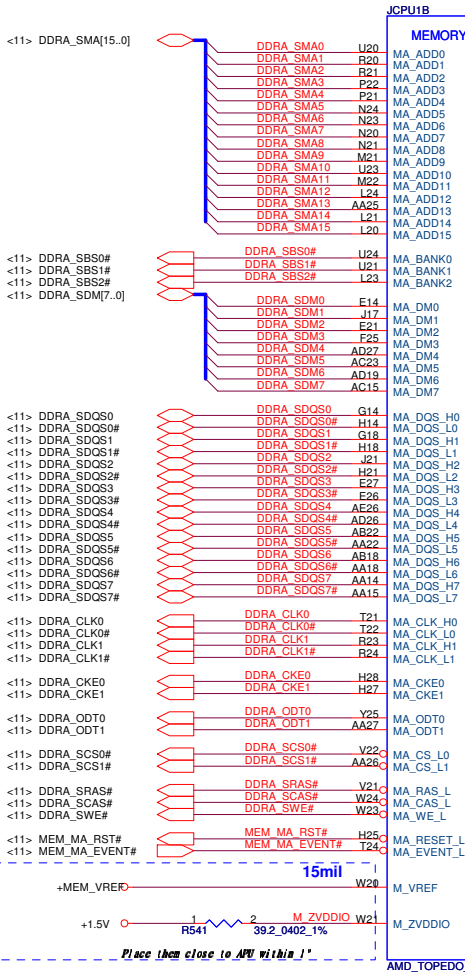 JCPU1B
MEMORY
<11> DDRA_SMA[15..0]
DDRA_SMA0 U20 MA_ADD0
DDRA_SMA1 R20 MA_ADD1
DDRA_SMA2 R21 MA_ADD2
DDRA_SMA3 P22 MA_ADD3
DDRA_SMA4 P21 MA_ADD4
DDRA_SMA5 N24 MA_ADD5
DDRA_SMA6 N23 MA_ADD6
DDRA_SMA7 N20 MA_ADD7
DDRA_SMA8 N21 MA_ADD8
DDRA_SMA9 M21 MA_ADD9
DDRA_SMA10 U23 MA_ADD10
DDRA_SMA11 M22 MA_ADD11
DDRA_SMA12 L24 MA_ADD12
DDRA_SMA13 AA25 MA_ADD13
DDRA_SMA14 L21 MA_ADD14
DDRA_SMA15 L20 MA_ADD15
<11> DDRA_SBS0# DDRA_SBS0# U24 MA_BANK0
<11> DDRA_SBS1# DDRA_SBS1# U21 MA_BANK1
<11> DDRA_SBS2# DDRA_SBS2# L23 MA_BANK2
<11> DDRA_SDM[7..0]
DDRA_SDM0 E14 MA_DM0
DDRA_SDM1 J17 MA_DM1
DDRA_SDM2 E21 MA_DM2
DDRA_SDM3 F25 MA_DM3
DDRA_SDM4 AD27 MA_DM4
DDRA_SDM5 AC23 MA_DM5
DDRA_SDM6 AD19 MA_DM6
DDRA_SDM7 AC15 MA_DM7
<11> DDRA_SDQS0 DDRA_SDQS0 G14 MA_DQS_H0
<11> DDRA_SDQS0# DDRA_SDQS0# H14 MA_DQS_L0
<11> DDRA_SDQS1 DDRA_SDQS1 G18 MA_DQS_H1
<11> DDRA_SDQS1# DDRA_SDQS1# H18 MA_DQS_L1
<11> DDRA_SDQS2 DDRA_SDQS2 J21 MA_DQS_H2
<11> DDRA_SDQS2# DDRA_SDQS2# H21 MA_DQS_L2
<11> DDRA_SDQS3 DDRA_SDQS3 E27 MA_DQS_H3
<11> DDRA_SDQS3# DDRA_SDQS3# E26 MA_DQS_L3
<11> DDRA_SDQS4 DDRA_SDQS4 AE26 MA_DQS_H4
<11> DDRA_SDQS4# DDRA_SDQS4# AD26 MA_DQS_L4
<11> DDRA_SDQS5 DDRA_SDQS5 AB22 MA_DQS_H5
<11> DDRA_SDQS5# DDRA_SDQS5# AA22 MA_DQS_L5
<11> DDRA_SDQS6 DDRA_SDQS6 AB18 MA_DQS_H6
<11> DDRA_SDQS6# DDRA_SDQS6# AA18 MA_DQS_L6
<11> DDRA_SDQS7 DDRA_SDQS7 AA14 MA_DQS_H7
<11> DDRA_SDQS7# DDRA_SDQS7# AA15 MA_DQS_L7
<11> DDRA_CLK0 DDRA_CLK0 T21 MA_CLK_H0
<11> DDRA_CLK0# DDRA_CLK0# T22 MA_CLK_L0
<11> DDRA_CLK1 DDRA_CLK1 R23 MA_CLK_H1
<11> DDRA_CLK1# DDRA_CLK1# R24 MA_CLK_L1
<11> DDRA_CKE0 DDRA_CKE0 H28 MA_CKE0
<11> DDRA_CKE1 DDRA_CKE1 H27 MA_CKE1
<11> DDRA_ODT0 DDRA_ODT0 Y25 MA_ODT0
<11> DDRA_ODT1 DDRA_ODT1 AA27 MA_ODT1
<11> DDRA_SCS0# DDRA_SCS0# V22 MA_CS_L0
<11> DDRA_SCS1# DDRA_SCS1# AA26 MA_CS_L1
<11> DDRA_SRAS# DDRA_SRAS# V21 MA_RAS_L
<11> DDRA_SCAS# DDRA_SCAS# W24 MA_CAS_L
<11> DDRA_SWE# DDRA_SWE# W23 MA_WE_L
<11> MEM_MA_RST# MEM_MA_RST# H25 MA_RESET_L
<11> MEM_MA_EVENT# MEM_MA_EVENT# T24 MA_EVENT_L
15mil
+MEM_VREF W20 M_VREF
+1.5V 1 2 M_ZVDDIO W21 M_ZVDDIO
R541 39.2_0402_1%
Place them close to APU within 1"
AMD_TOPEDO_